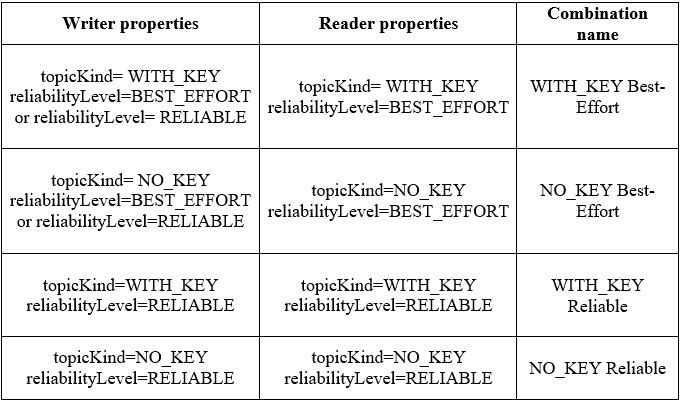 Writer properties
Reader properties
Combination
name
topicKind= WITH_KEY
reliabilityLevel=BEST_EFFORT
or reliabilityLevel= RELIABLE
topicKind= WITH_KEY
reliabilityLevel=BEST_EFFORT
WITH_KEY Best-
Effort
topicKind= NO_KEY
reliabilityLevel=BEST_EFFORT
or reliabilityLevel=RELIABLE
topicKind=NO_KEY
reliabilityLevel=BEST_EFFORT
NO_KEY Best-
Effort
topicKind=WITH_KEY
reliabilityLevel=RELIABLE
topicKind=WITH_KEY
reliabilityLevel=RELIABLE
WITH_KEY
Reliable
topicKind=NO_KEY
reliabilityLevel=RELIABLE
topicKind=NO_KEY
reliabilityLevel=RELIABLE
NO_KEY Reliable